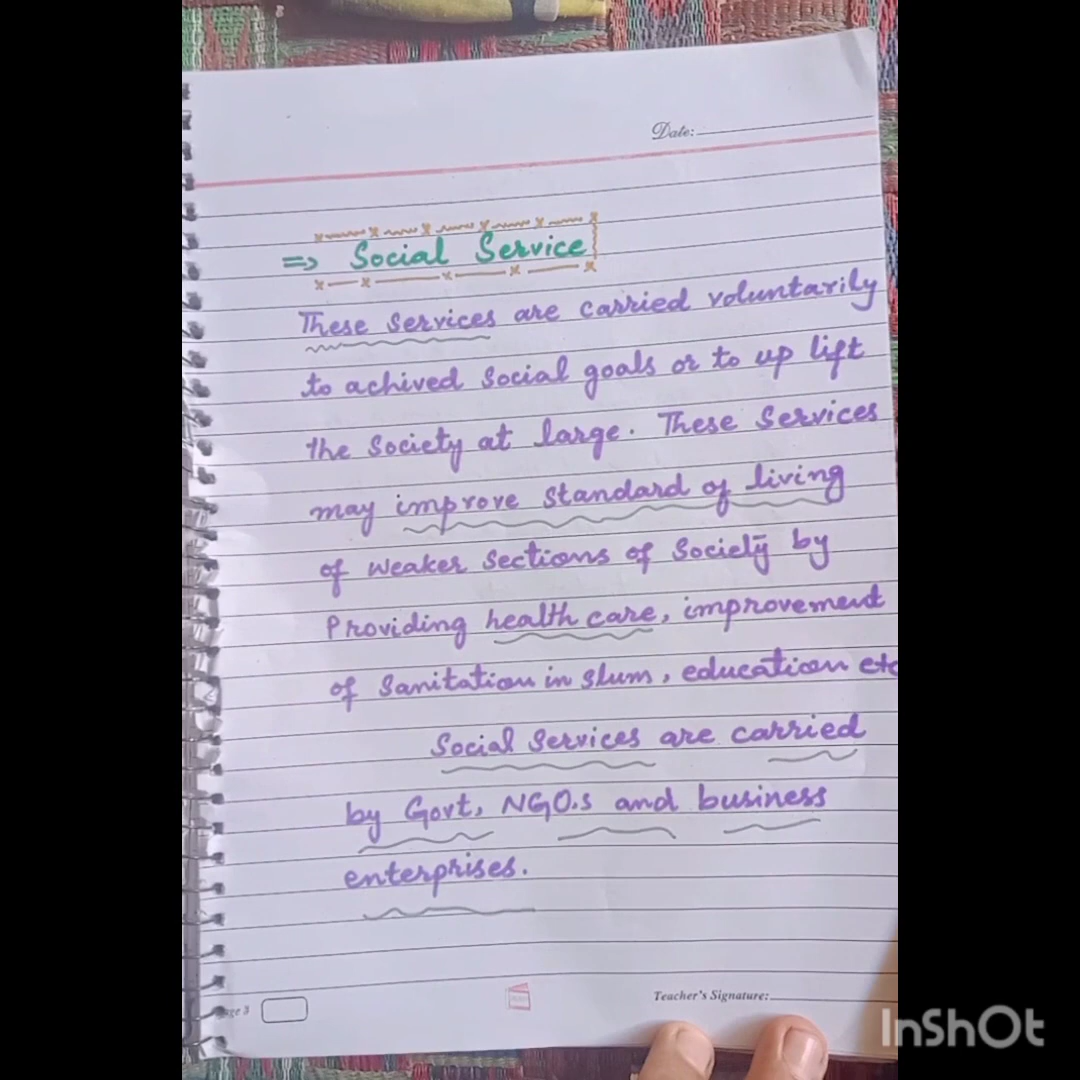 Date:
=> Social Service
These services are carried voluntarily
to achived social goals or to up lift
the society at large. These services
may improve standard of living
of weaker sections of society by
Providing health care, improvement
of sanitation in slum, education etc
Social services are carried
by Govt, NGO.s and business
enterprises.
Teacher's Signature:
InShOt